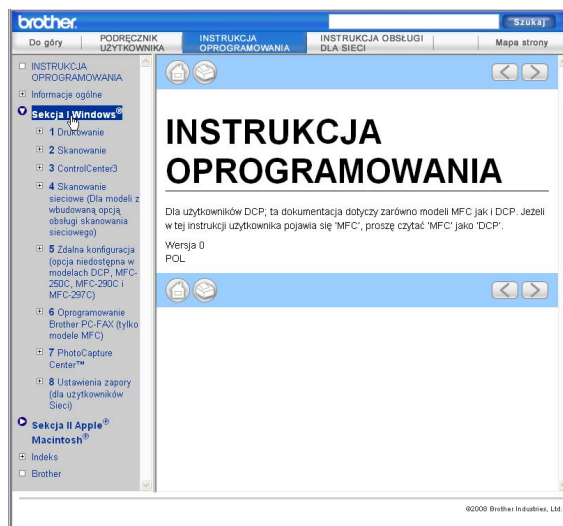 brother.
Szukaj
Do góry
PODRĘCZNIK
UŻYTKOWNIKA
INSTRUKCJA
OPROGRAMOWANIA
INSTRUKCJA OBSŁUGI
DLA SIECI
Mapa strony
INSTRUKCJA
OPROGRAMOWANIA
Informacje ogólne
Sekcja I Windows®
1 Drukowanie
2 Skanowanie
3 ControlCenter3
4 Skanowanie
sieciowe (Dla modeli z
wbudowaną opcją
obsługi skanowania
sieciowego)
5 Zdalna konfiguracja
(opcja niedostępna w
modelach DCP, MFC-
250C, MFC-290C i
MFC-297C)
6 Oprogramowanie
Brother PC-FAX (tylko
modele MFC)
7 PhotoCapture
Center™
8 Ustawienia zapory
(dla użytkowników
Sieci)
Sekcja II Apple®
Macintosh®
Indeks
Brother
INSTRUKCJA
OPROGRAMOWANIA
Dla użytkowników DCP; ta dokumentacja dotyczy zarówno modeli MFC jak i DCP. Jeżeli
w tej instrukcji użytkownika pojawia się 'MFC', proszę czytać 'MFC' jako 'DCP'.
Wersja 0
POL
©2008 Brother Industries, Ltd.